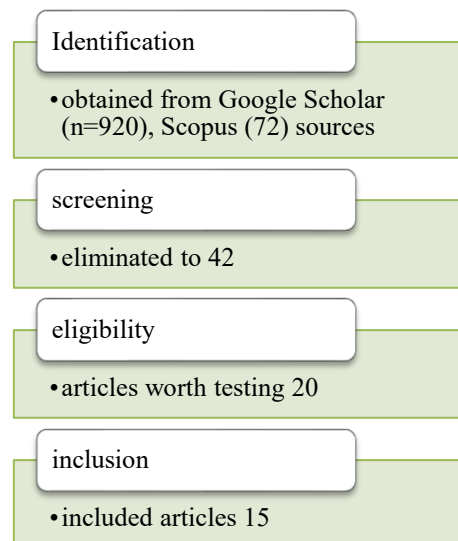 Identification
•obtained from Google Scholar
(n=920), Scopus (72) sources
screening
•eliminated to 42
eligibility
•articles worth testing 20
inclusion
•included articles 15